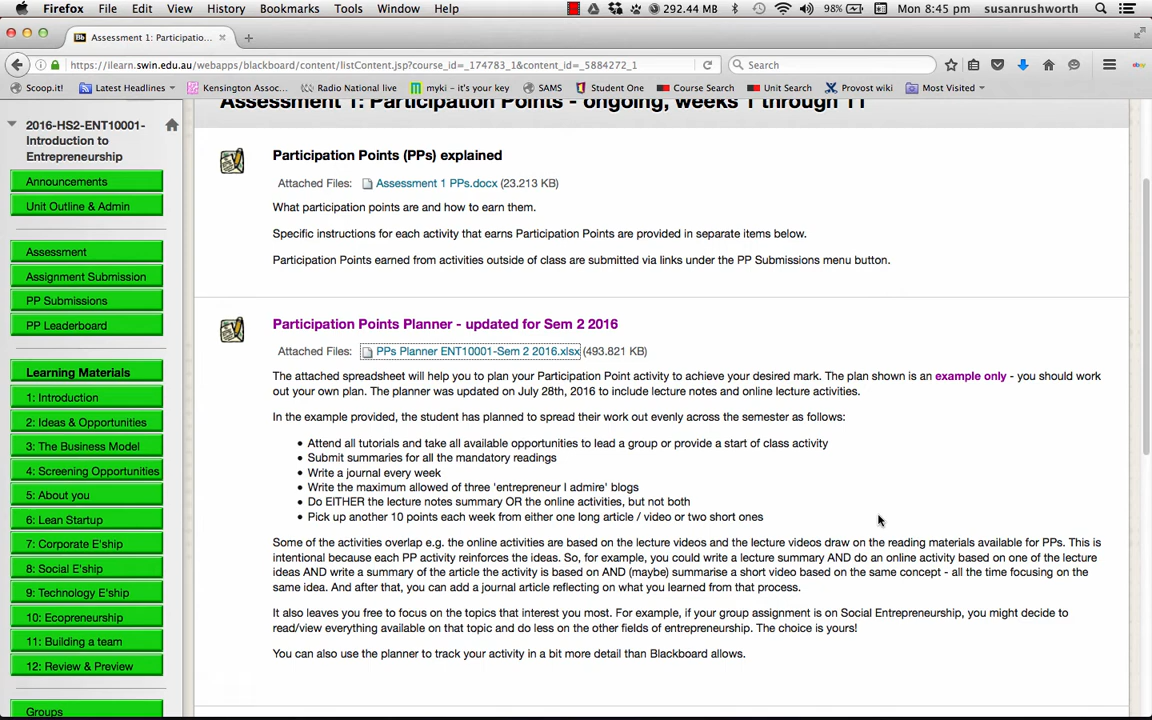 Firefox File Edit View History Bookmarks Tools Window Help 292.44 MB 98% Mon 8:45 pm susanrushworth
Bb Assessment 1: Participatio...
https://ilearn.swin.edu.au/webapps/blackboard/content/listContent.jsp?course_id=_174783_1&content_id=_5884272_1 Search ebay
Scoop.it! Latest Headlines Kensington Assoc... Radio National live myki - it's your key SAMS Student One Course Search Unit Search Provost wiki Most Visited
Assessment 1: Participation Points - ongoing, weeks 1 through 11
2016-HS2-ENT10001-
Introduction to
Entrepreneurship
Announcements
Unit Outline & Admin
Assessment
Assignment Submission
PP Submissions
PP Leaderboard
Learning Materials
1: Introduction
2: Ideas & Opportunities
3: The Business Model
4: Screening Opportunities
5: About you
6: Lean Startup
7: Corporate E'ship
8: Social E'ship
9: Technology E'ship
10: Ecopreneurship
11: Building a team
12: Review & Preview
Groups
Participation Points (PPs) explained
Attached Files: Assessment 1 PPs.docx (23.213 KB)
What participation points are and how to earn them.
Specific instructions for each activity that earns Participation Points are provided in separate items below.
Participation Points earned from activities outside of class are submitted via links under the PP Submissions menu button.
Participation Points Planner - updated for Sem 2 2016
Attached Files: PPs Planner ENT10001-Sem 2 2016.xlsx (493.821 KB)
The attached spreadsheet will help you to plan your Participation Point activity to achieve your desired mark. The plan shown is an example only - you should work
out your own plan. The planner was updated on July 28th, 2016 to include lecture notes and online lecture activities.
In the example provided, the student has planned to spread their work out evenly across the semester as follows:
• Attend all tutorials and take all available opportunities to lead a group or provide a start of class activity
• Submit summaries for all the mandatory readings
• Write a journal every week
• Write the maximum allowed of three 'entrepreneur I admire' blogs
• Do EITHER the lecture notes summary OR the online activities, but not both
• Pick up another 10 points each week from either one long article / video or two short ones
Some of the activities overlap e.g. the online activities are based on the lecture videos and the lecture videos draw on the reading materials available for PPs. This is
intentional because each PP activity reinforces the ideas. So, for example, you could write a lecture summary AND do an online activity based on one of the lecture
ideas AND write a summary of the article the activity is based on AND (maybe) summarise a short video based on the same concept - all the time focusing on the
same idea. And after that, you can add a journal article reflecting on what you learned from that process.
It also leaves you free to focus on the topics that interest you most. For example, if your group assignment is on Social Entrepreneurship, you might decide to
read/view everything available on that topic and do less on the other fields of entrepreneurship. The choice is yours!
You can also use the planner to track your activity in a bit more detail than Blackboard allows.